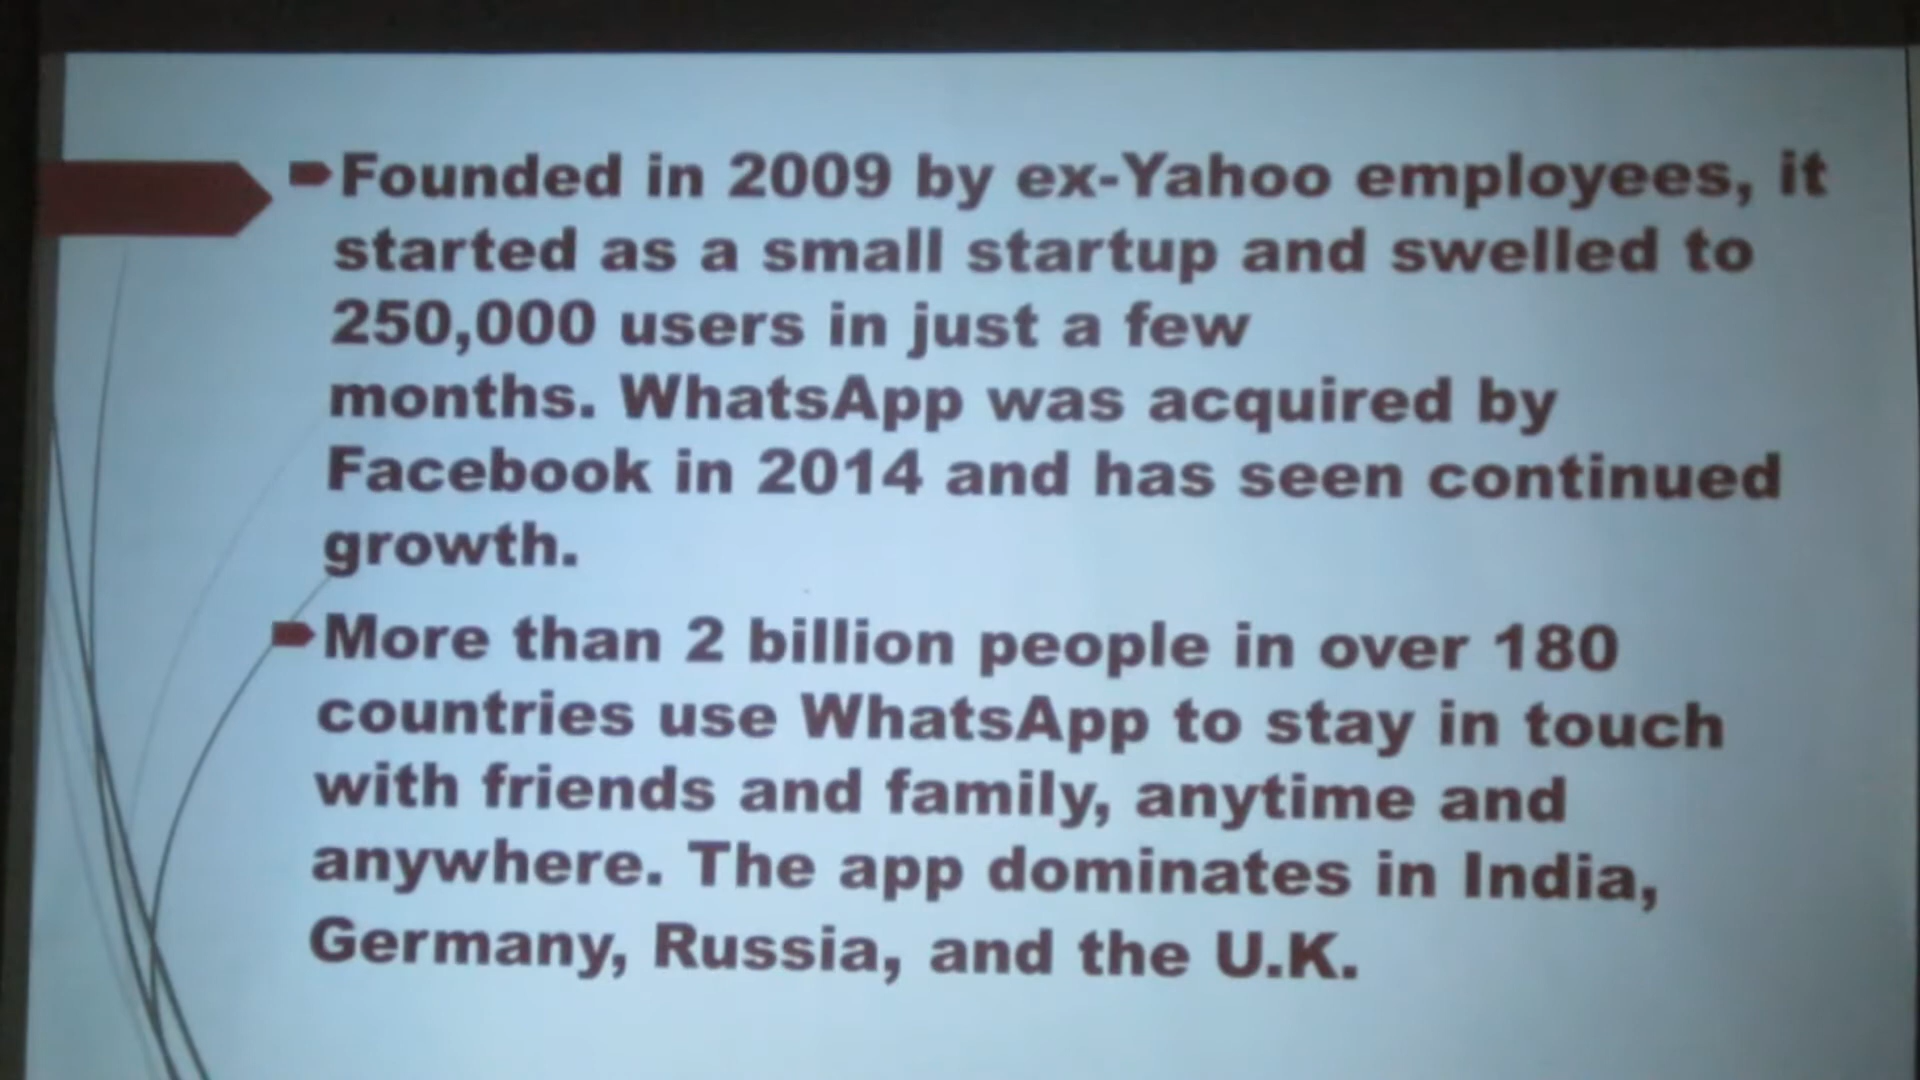 Founded in 2009 by ex-Yahoo employees, it
started as a small startup and swelled to
250,000 users in just a few
months. WhatsApp was acquired by
Facebook in 2014 and has seen continued
growth.
More than 2 billion people in over 180
countries use WhatsApp to stay in touch
with friends and family, anytime and
anywhere. The app dominates in India,
Germany, Russia, and the U.K.